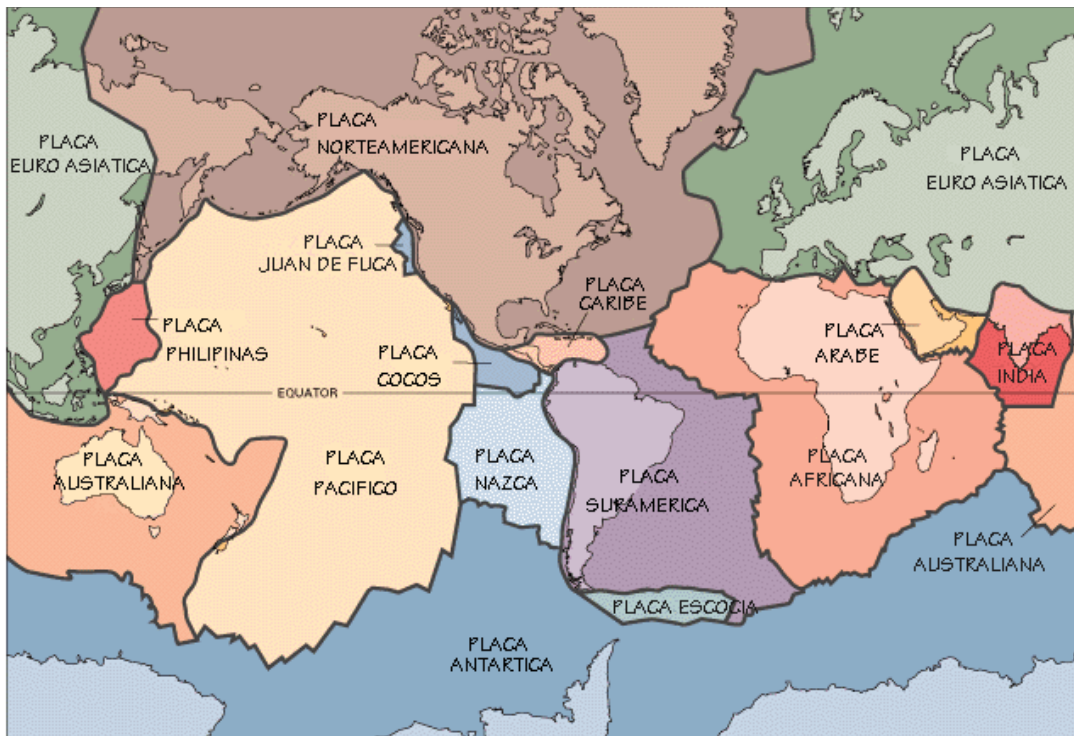 PLACA
NORTEAMERICANA
PLACA
EURO ASIATICA
PLACA
EURO ASIATICA
PLACA
JUAN DE FUCA
PLACA
CARIBE
PLACA
PHILIPINAS
PLACA
COCOS
PLACA
ARABE
PLACA
INDIA
EQUATOR
PLACA
AUSTRALIANA
PLACA
PACIFICO
PLACA
NAZCA
PLACA
SURAMERICA
PLACA
AFRICANA
PLACA
AUSTRALIANA
PLACA ESCOCIA
PLACA
ANTARTICA